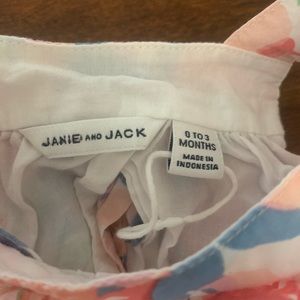 JANIE AND JACK
0 TO 3
MONTHS
MADE IN
INDONESIA